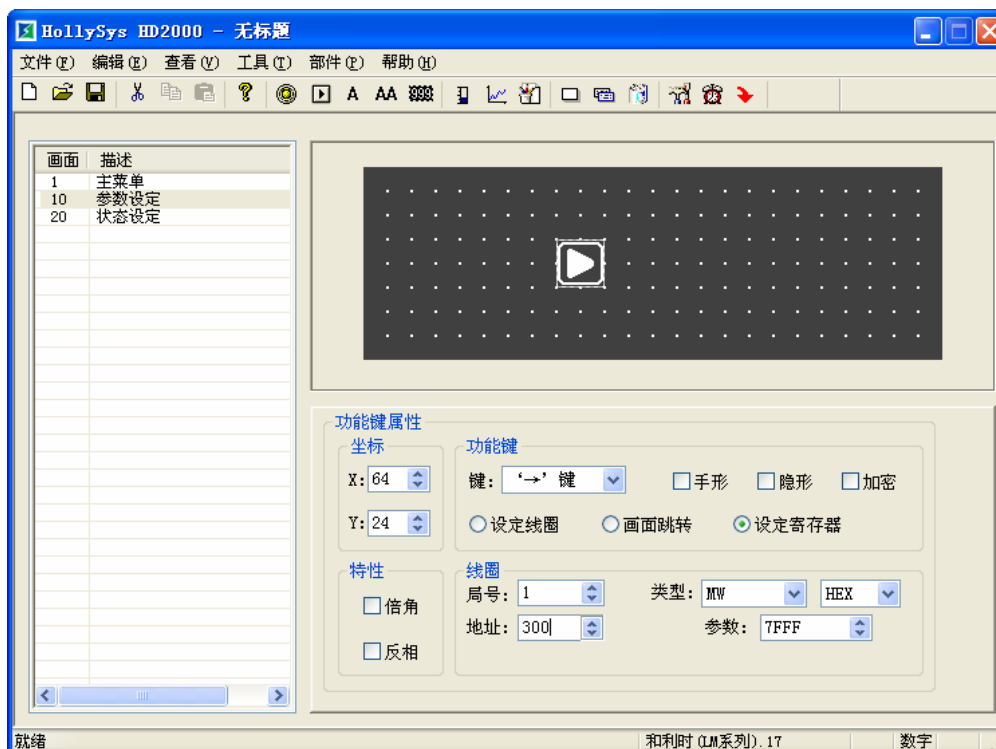 HollySys HD2000 - 无标题
文件(F) 编辑(E) 查看(V) 工具(T) 部件(P) 帮助(H)
A AA
画面 描述
1 主菜单
10 参数设定
20 状态设定
功能键属性
坐标
X: 64
Y: 24
功能键
键: ‘→’键 手形 隐形 加密
设定线圈 画面跳转 设定寄存器
特性
倍角
反相
线圈
局号: 1 类型: MW HEX
地址: 300 参数: 7FFF
就绪 和利时(LM系列).17 数字